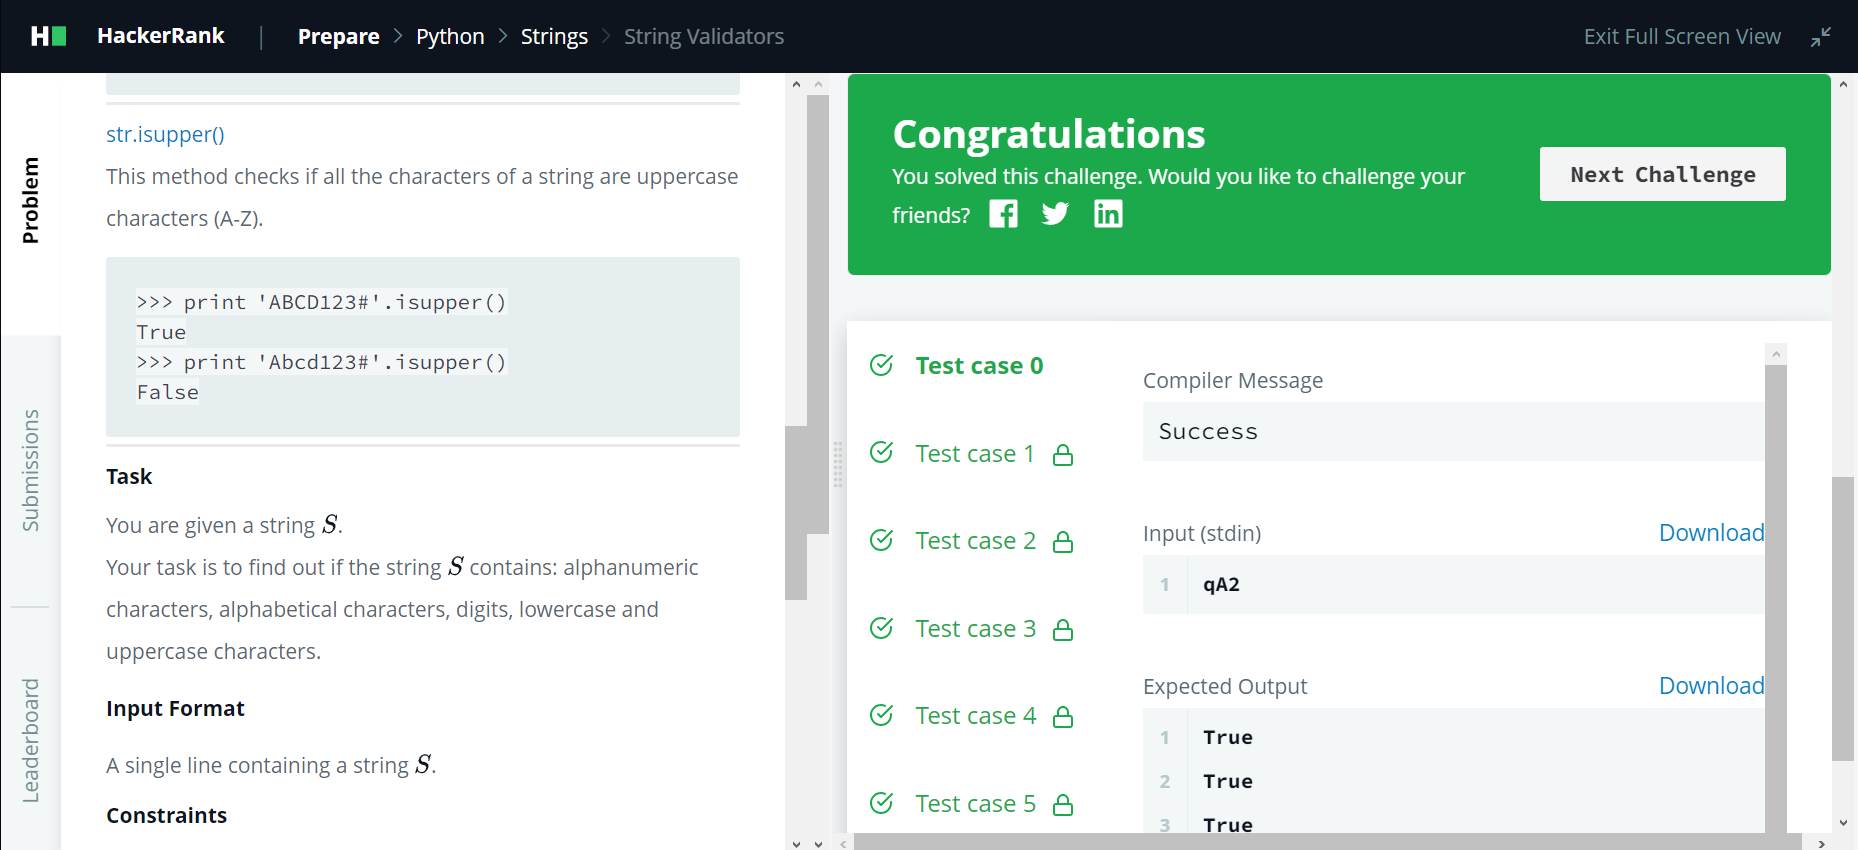 H
HackerRank | Prepare > Python > Strings > String Validators
Exit Full Screen View
Problem
Submissions
Leaderboard
str.isupper()
This method checks if all the characters of a string are uppercase
characters (A-Z).
>>> print 'ABCD123#'.isupper()
True
>>> print 'Abcd123#'.isupper()
False
Task
You are given a string S.
Your task is to find out if the string S contains: alphanumeric
characters, alphabetical characters, digits, lowercase and
uppercase characters.
Input Format
A single line containing a string S.
Constraints
Congratulations
You solved this challenge. Would you like to challenge your
friends?
Next Challenge
Test case 0
Test case 1
Test case 2
Test case 3
Test case 4
Test case 5
Compiler Message
Success
Input (stdin)
Download
1 qA2
Expected Output
Download
1 True
2 True
3 True